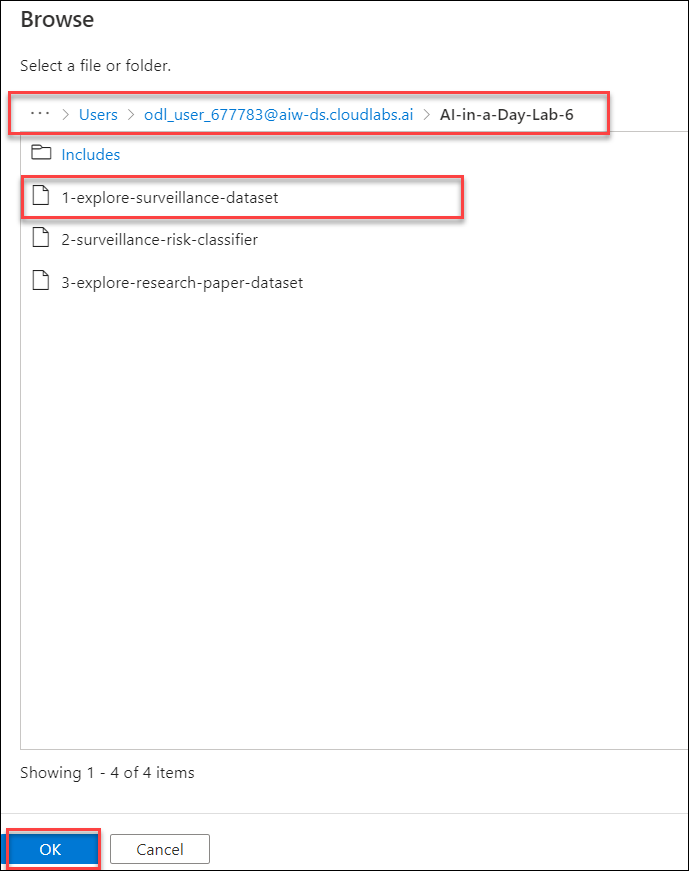 Browse
Select a file or folder.
··· > Users > odl_user_677783@aiw-ds.cloudlabs.ai > AI-in-a-Day-Lab-6
Includes
1-explore-surveillance-dataset
2-surveillance-risk-classifier
3-explore-research-paper-dataset
Showing 1 - 4 of 4 items
OK Cancel